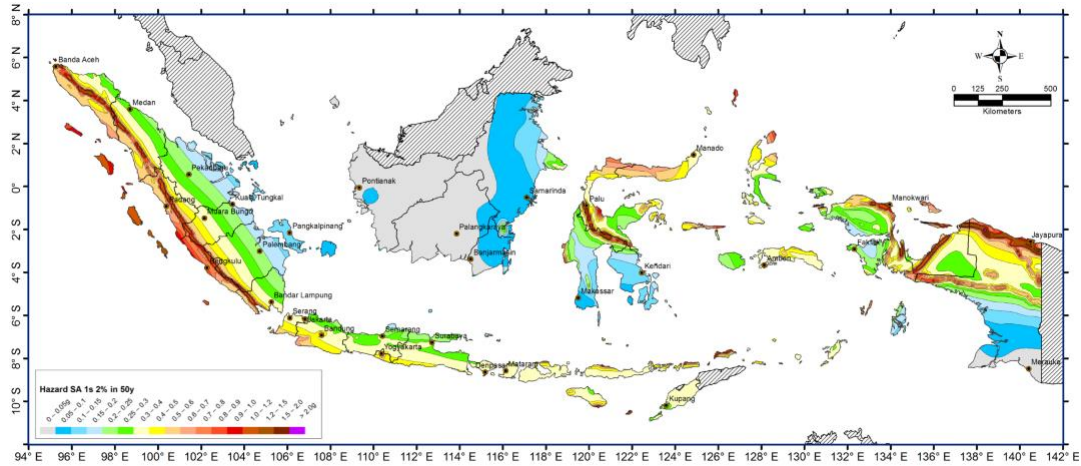 8° N
6° N
4° N
2° N
0°
2° S
4° S
6° S
8° S
10° S
N
W E
S
0 125 250 500
Kilometers
Banda Aceh
Medan
Pekanbaru
Kuala Tungkal
Padang
Muara Bungo
Pangkalpinang
Palembang
Bengkulu
Bandar Lampung
Serang
Jakarta
Bandung
Semarang
Yogyakarta
Surabaya
Denpasar
Mataram
Kupang
Pontianak
Palangkaraya
Banjarmasin
Samarinda
Palu
Manado
Kendari
Makassar
Ambon
Manokwari
Fakfak
Jayapura
Merauke
Hazard SA 1s 2% in 50y
0 – 0.05g
0.05 – 0.1
0.1 – 0.15
0.15 – 0.2
0.2 – 0.25
0.25 – 0.3
0.3 – 0.4
0.4 – 0.5
0.5 – 0.6
0.6 – 0.7
0.7 – 0.8
0.8 – 0.9
0.9 – 1.0
1.0 – 1.2
1.2 – 1.5
1.5 – 2.0
> 2.0g
94° E 96° E 98° E 100° E 102° E 104° E 106° E 108° E 110° E 112° E 114° E 116° E 118° E 120° E 122° E 124° E 126° E 128° E 130° E 132° E 134° E 136° E 138° E 140° E 142° E